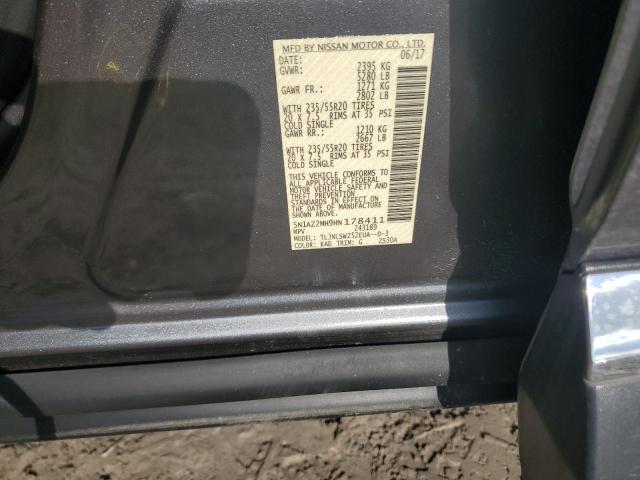 MFD BY NISSAN MOTOR CO., LTD.
DATE: 06/17
GVWR: 2395 KG
5280 LB
GAWR FR.: 1271 KG
2802 LB
WITH 235/55R20 TIRES
20 X 7.5 RIMS AT 35 PSI
COLD SINGLE
GAWR RR.: 1210 KG
2667 LB
WITH 235/55R20 TIRES
20 X 7.5 RIMS AT 35 PSI
COLD SINGLE
THIS VEHICLE CONFORMS TO
ALL APPLICABLE FEDERAL
MOTOR VEHICLE SAFETY AND
THEFT PREVENTION STANDARDS
IN EFFECT ON THE DATE OF
MANUFACTURE SHOWN ABOVE.
5N1AZ2MH9HN178411
MPV 243189
MODEL: TLJNLSWZ52EUA--D-J
COLOR: KAD TRIM: G Z530A